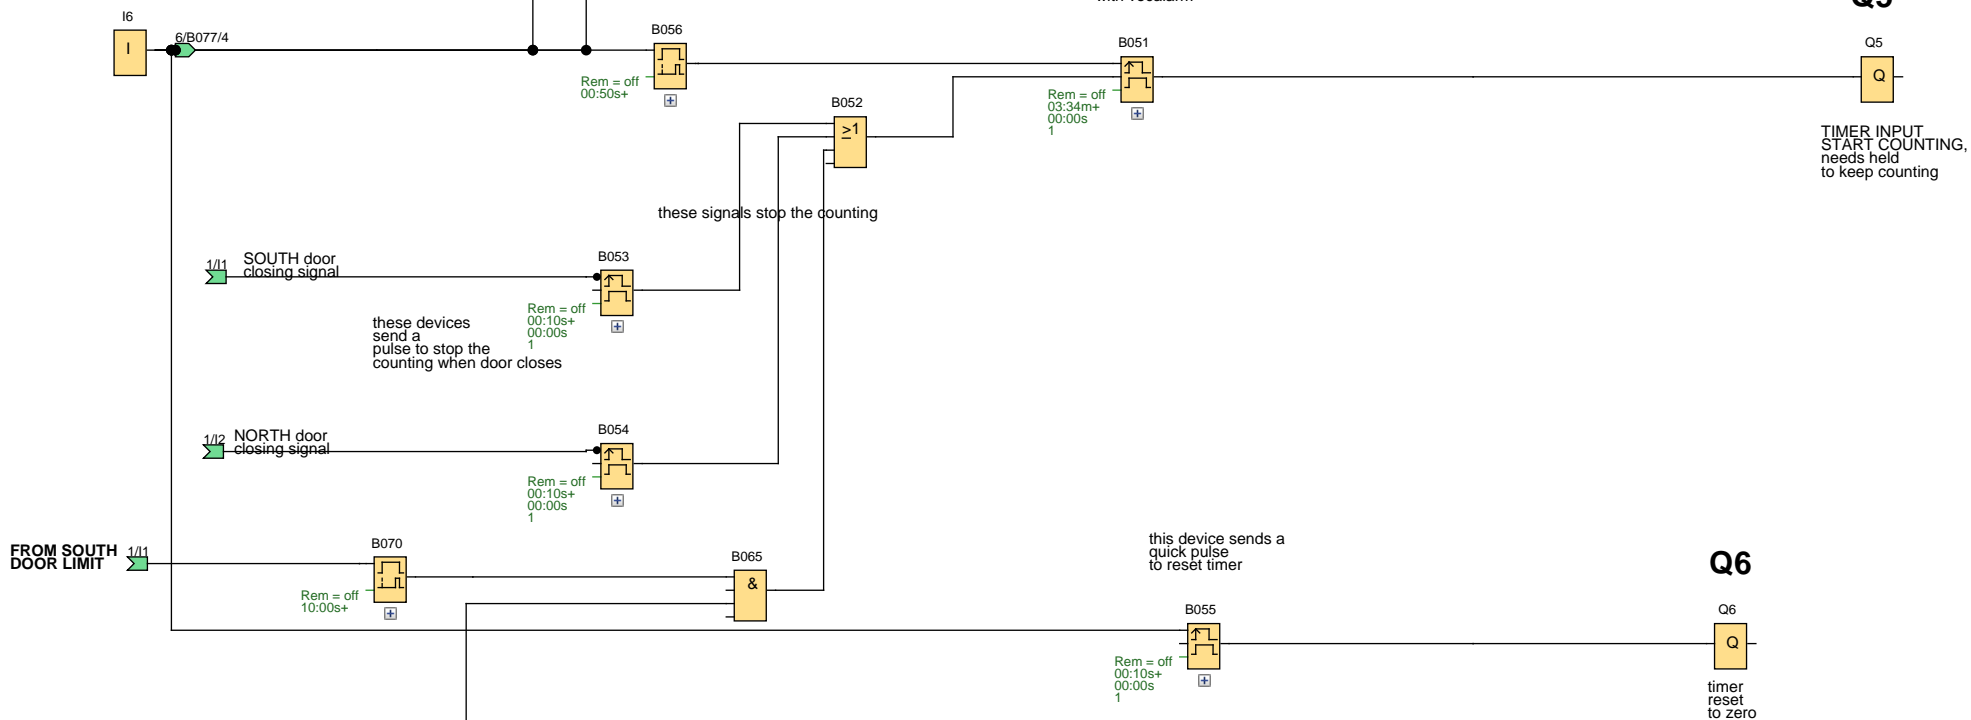 Q5
I6
I
6/B077/4
B056
Rem = off
00:50s+
B051
Rem = off
03:34m+
00:00s
1
Q5
Q
TIMER INPUT
START COUNTING,
needs held
to keep counting
B052
≥1
these signals stop the counting
1/I1
SOUTH door
closing signal
B053
Rem = off
00:10s+
00:00s
1
these devices
send a
pulse to stop the
counting when door closes
1/I2
NORTH door
closing signal
B054
Rem = off
00:10s+
00:00s
1
FROM SOUTH
DOOR LIMIT
1/I1
B070
Rem = off
10:00s+
B065
&
this device sends a
quick pulse
to reset timer
B055
Rem = off
00:10s+
00:00s
1
Q6
Q6
Q
timer
reset
to zero